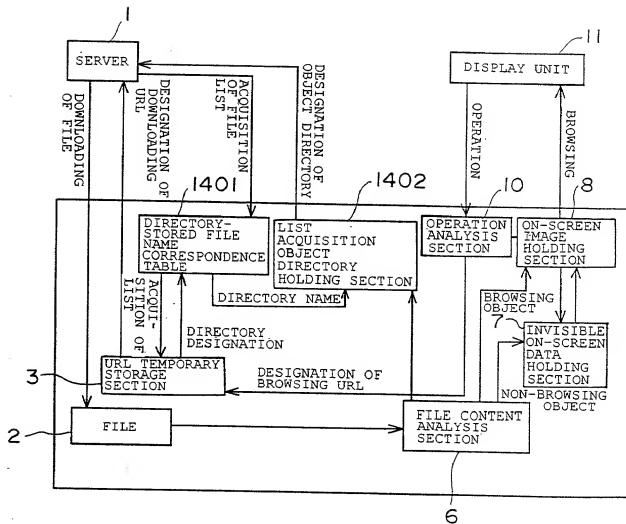 1
SERVER
11
DISPLAY UNIT
DOWNLOADING
OF FILE
DESIGNATION OF
DOWNLOADING
URL
ACQUISITION
OF FILE
LIST
DESIGNATION OF
OBJECT DIRECTORY
OPERATION
BROWSING
1401
1402
10
8
DIRECTORY-
STORED FILE
NAME
CORRESPONDENCE
TABLE
LIST
ACQUISITION
OBJECT
DIRECTORY
HOLDING SECTION
OPERATION
ANALYSIS
SECTION
ON-SCREEN
IMAGE
HOLDING
SECTION
DIRECTORY NAME
ACQUI-
SITION OF
LIST
DIRECTORY
DESIGNATION
BROWSING
OBJECT
7
INVISIBLE
ON-SCREEN
DATA
HOLDING
SECTION
3
URL TEMPORARY
STORAGE
SECTION
DESIGNATION OF
BROWSING URL
NON-BROWSING
OBJECT
2
FILE
FILE CONTENT
ANALYSIS
SECTION
6